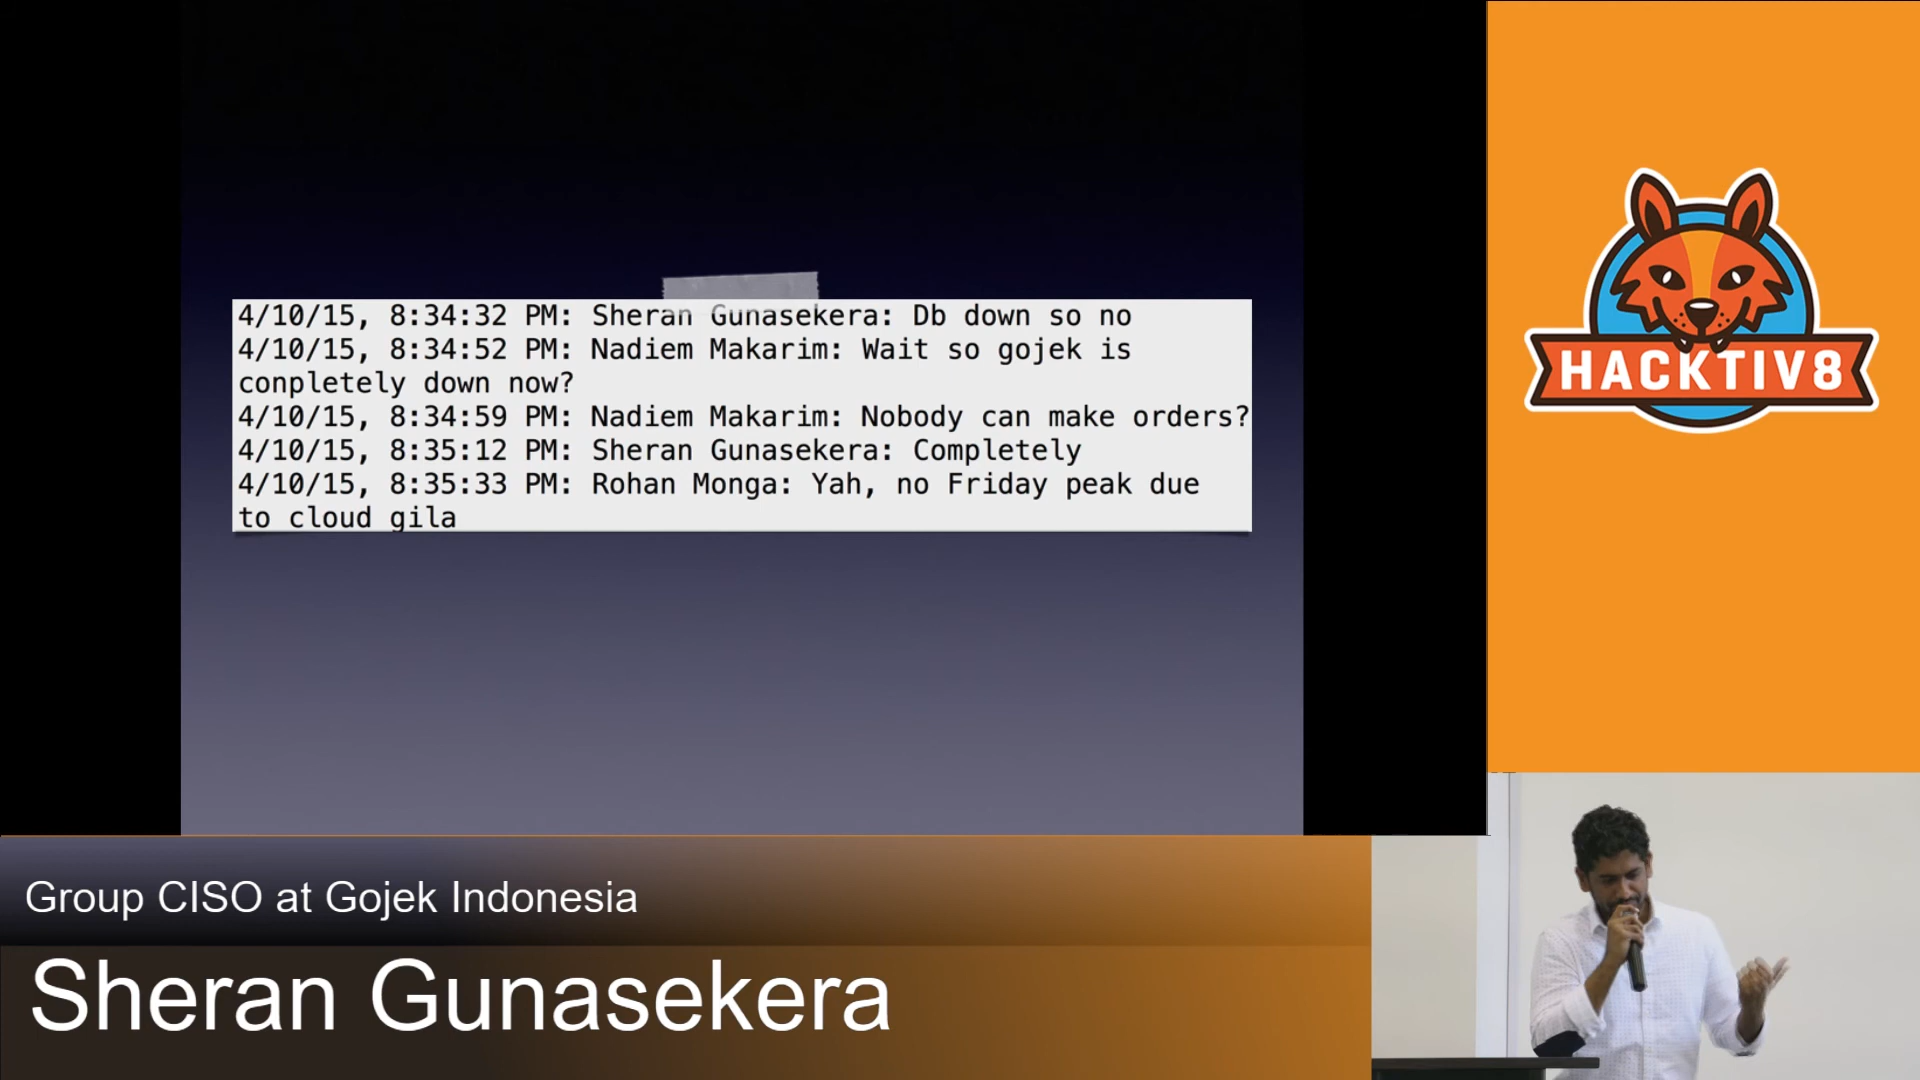 4/10/15, 8:34:32 PM: Sheran Gunasekera: Db down so no
4/10/15, 8:34:52 PM: Nadiem Makarim: Wait so gojek is
conpletely down now?
4/10/15, 8:34:59 PM: Nadiem Makarim: Nobody can make orders?
4/10/15, 8:35:12 PM: Sheran Gunasekera: Completely
4/10/15, 8:35:33 PM: Rohan Monga: Yah, no Friday peak due
to cloud gila
HACKTIV8
Group CISO at Gojek Indonesia
Sheran Gunasekera